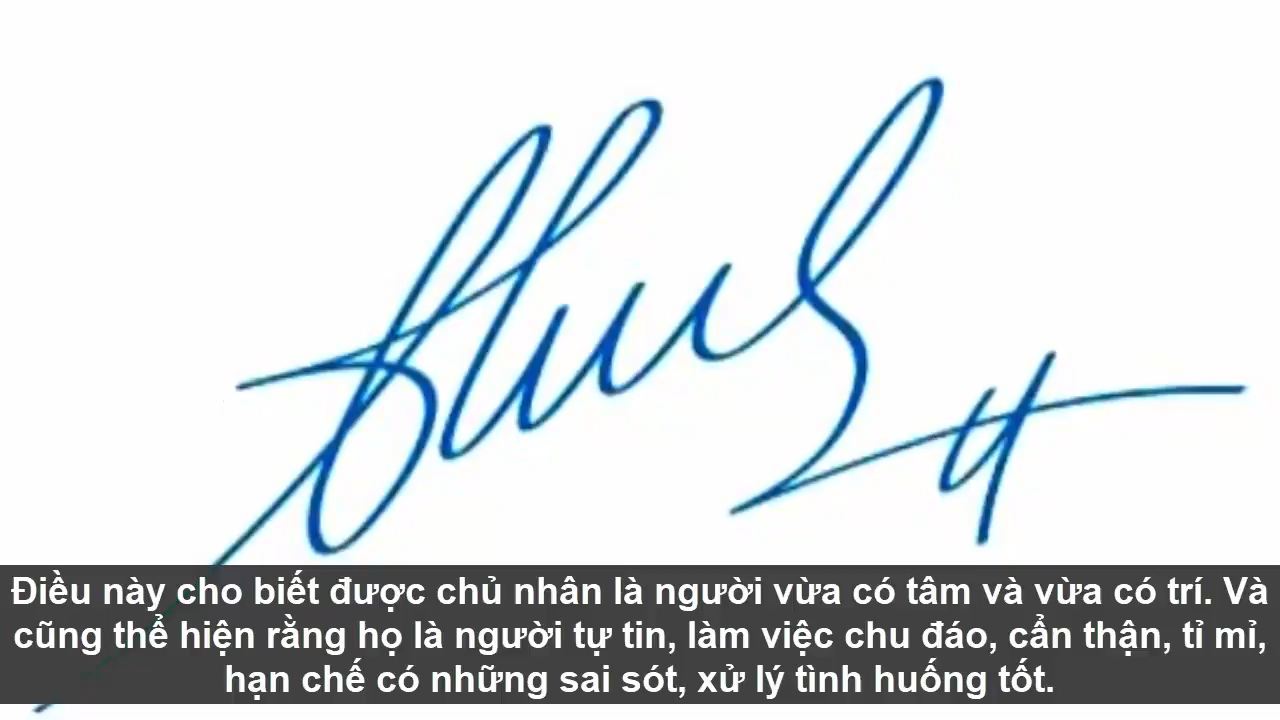 Điều này cho biết được chủ nhân là người vừa có tâm và vừa có trí. Và
cũng thể hiện rằng họ là người tự tin, làm việc chu đáo, cẩn thận, tỉ mỉ,
hạn chế có những sai sót, xử lý tình huống tốt.